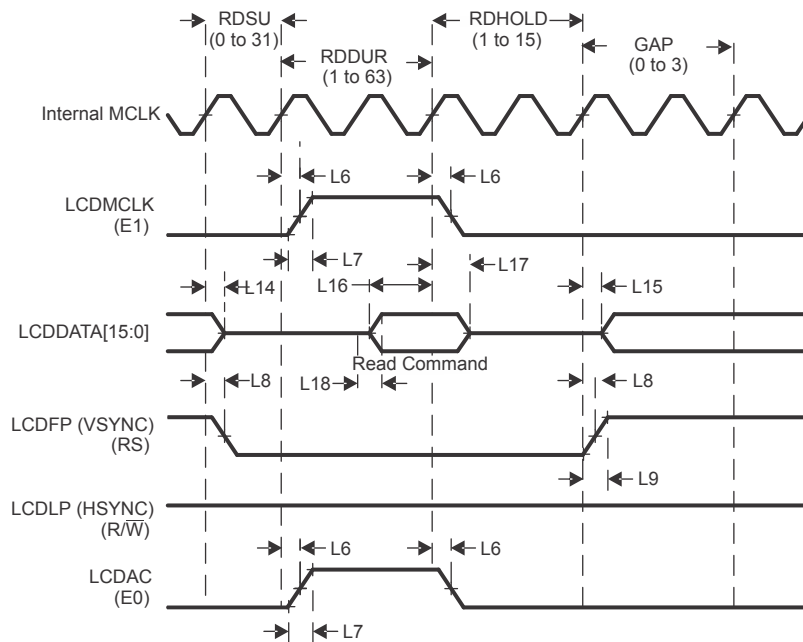 RDSU
(0 to 31)
RDHOLD
(1 to 15)
GAP
(0 to 3)
RDDUR
(1 to 63)
Internal MCLK
L6
L6
LCDMCLK
(E1)
L7
L17
L14
L16
L15
LCDDATA[15:0]
Read Command
L8
L18
L8
LCDFP (VSYNC)
(RS)
L9
LCDLP (HSYNC)
(R/W̅)
L6
L6
LCDAC
(E0)
L7